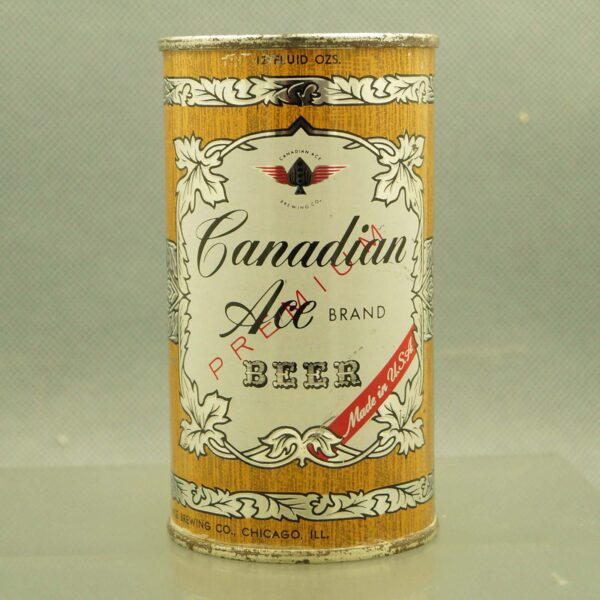 12 FLUID OZS.
CANADIAN ACE
BREWING CO.
Canadian
Ace BRAND
PREMIUM
BEER
Made in U.S.A.
BREWING CO., CHICAGO, ILL.